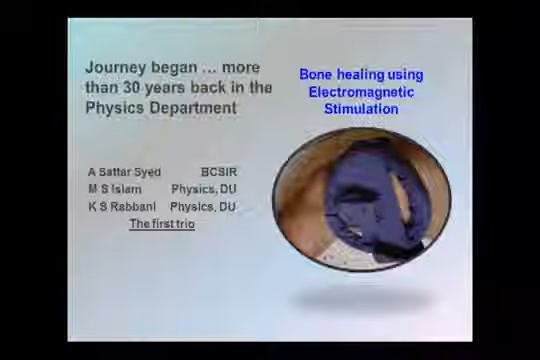 Journey began ... more
than 30 years back in the
Physics Department
Bone healing using
Electromagnetic
Stimulation
A Sattar Syed BCSIR
M S Islam Physics, DU
K S Rabbani Physics, DU
The first trio